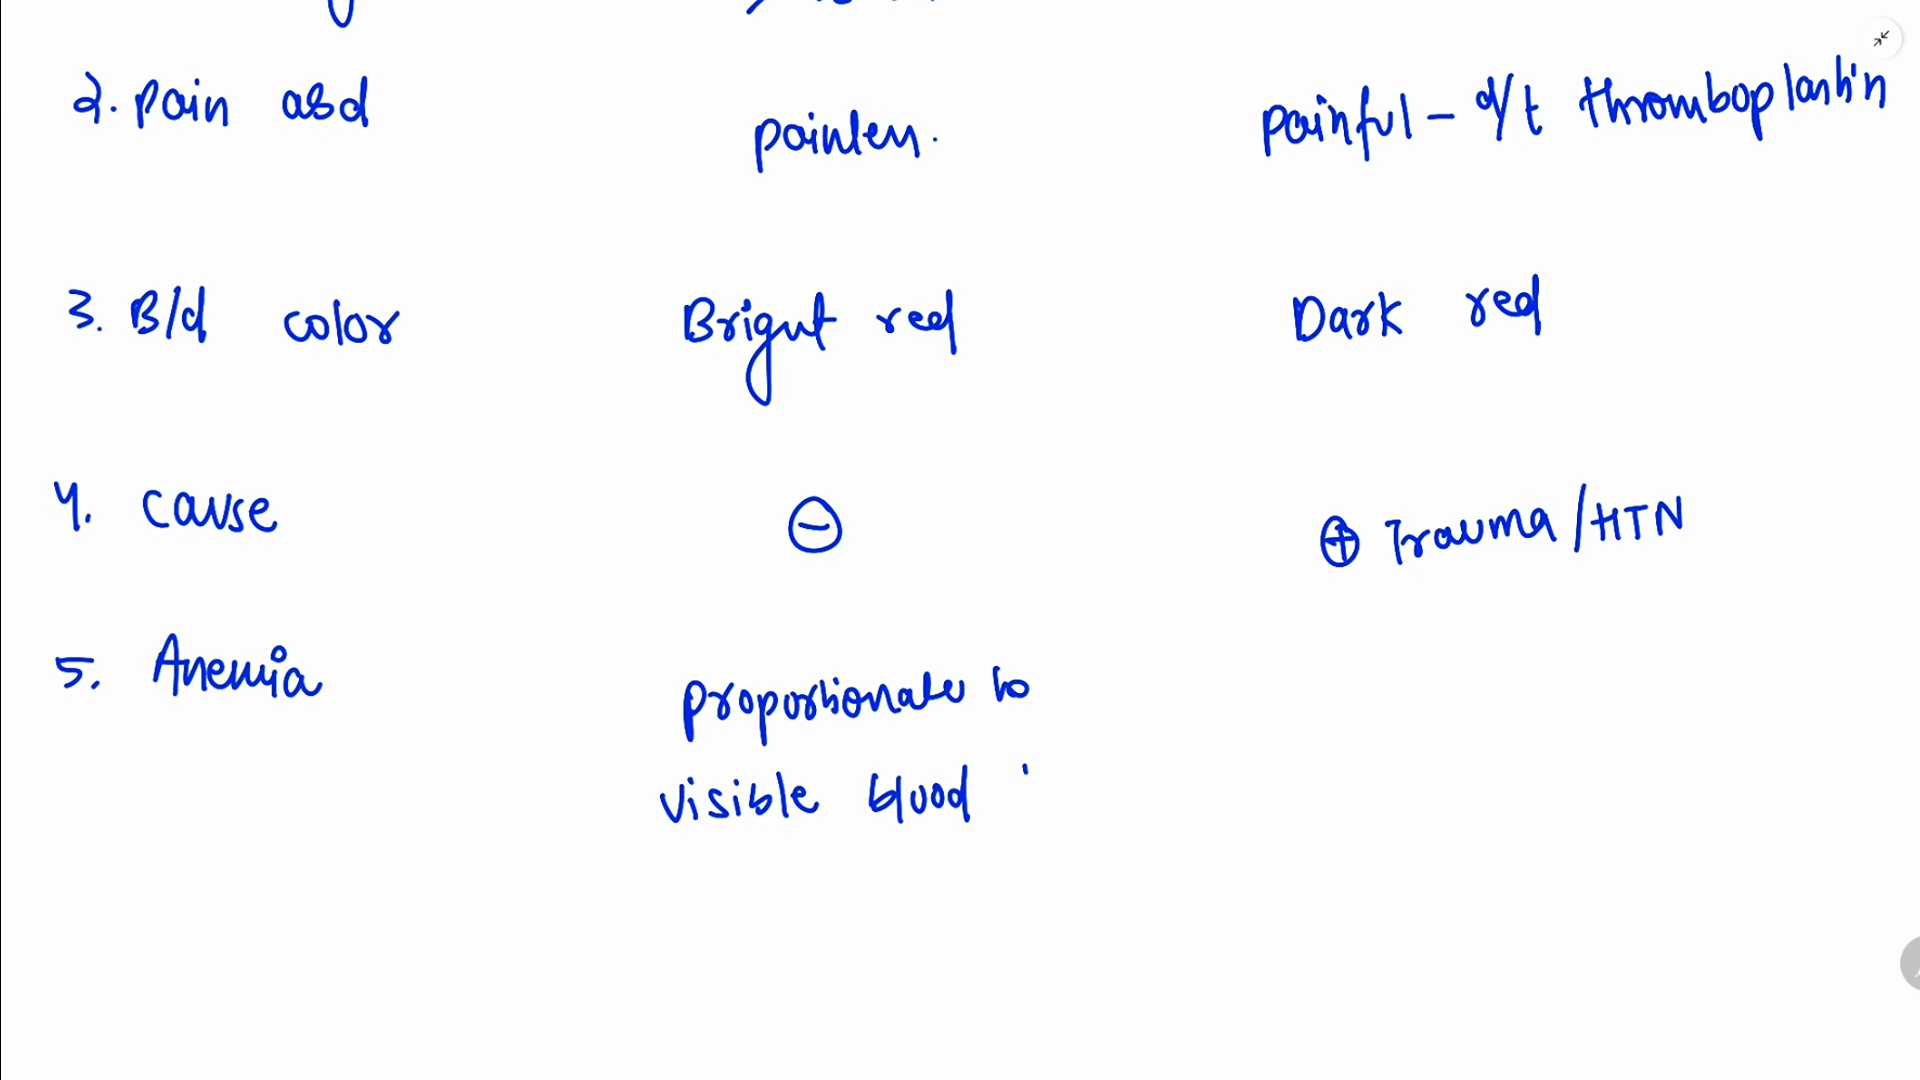 2. Pain abd painless. painful - d/t thromboplastin
3. B/d color Bright red Dark red
4. cause ⊖ ⊕ Trauma/HTN
5. Anemia proportionate to
visible blood